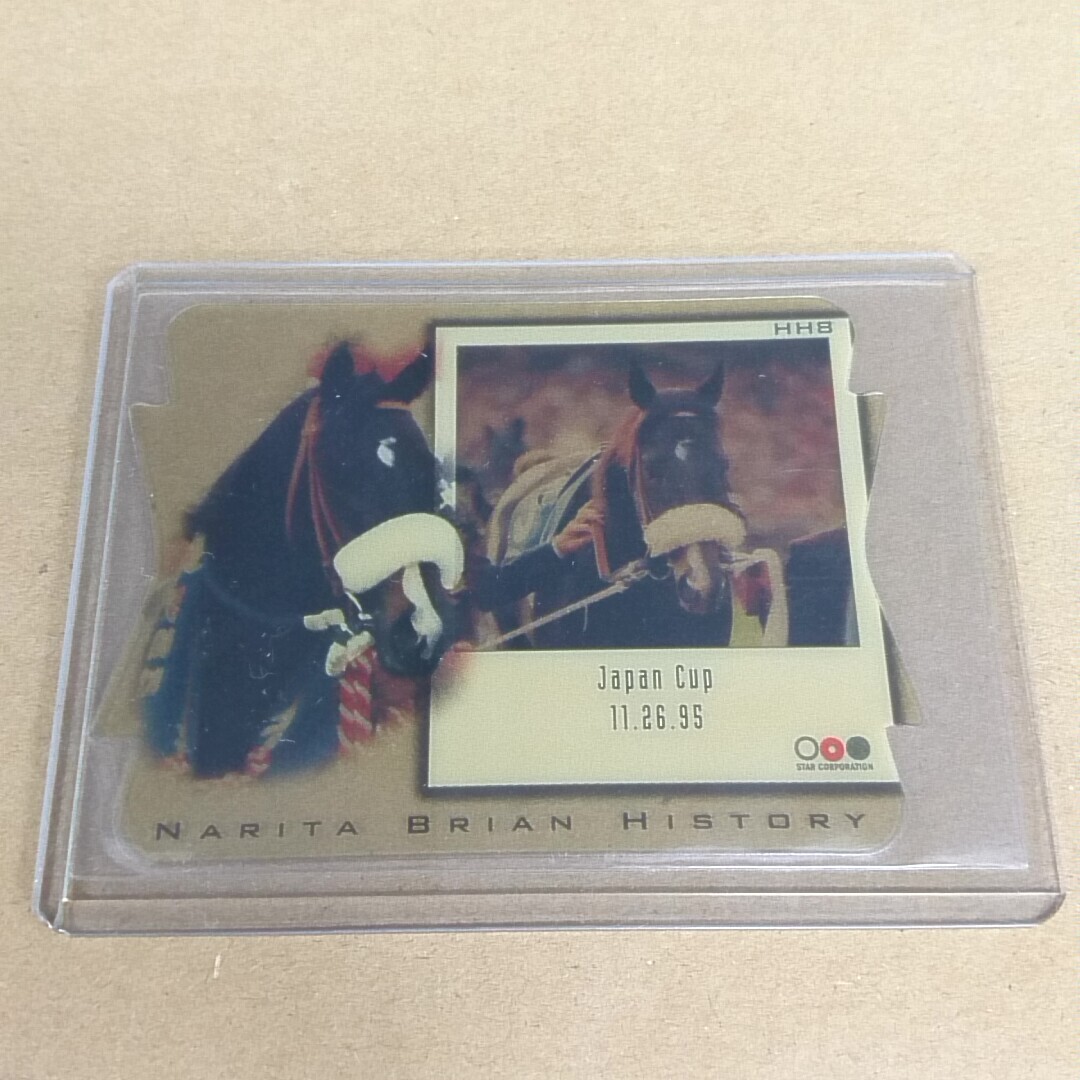 HH8
Japan Cup
11.26.95
STAR CORPORATION
NARITA BRIAN HISTORY